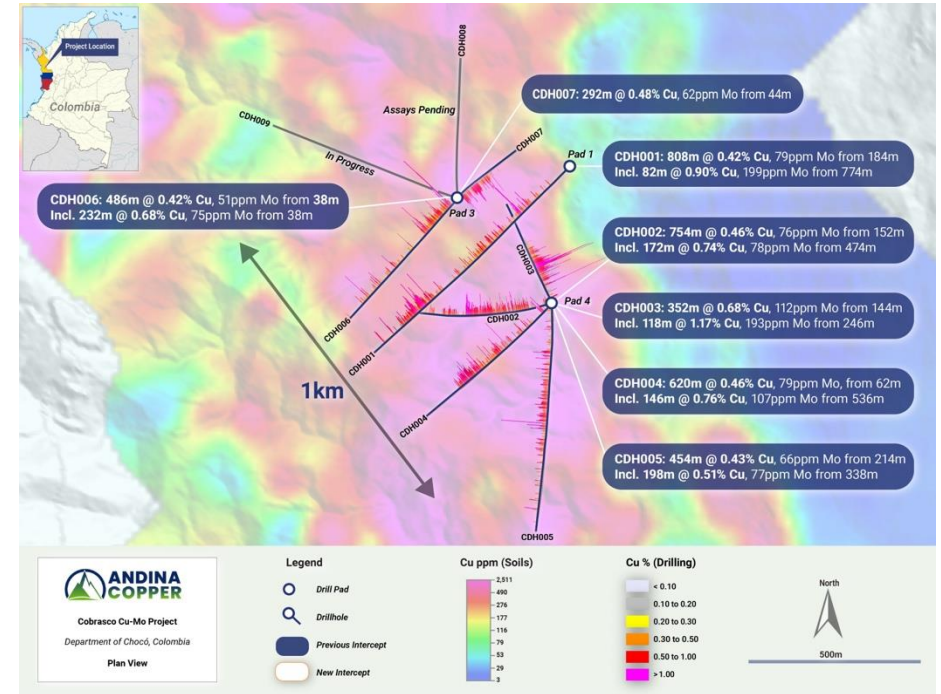 Project Location
Colombia
CDH008
CDH009
Assays Pending
In Progress
CDH007
Pad 1
Pad 3
CDH007: 292m @ 0.48% Cu, 62ppm Mo from 44m
CDH001: 808m @ 0.42% Cu, 79ppm Mo from 184m
Incl. 82m @ 0.90% Cu, 199ppm Mo from 774m
CDH006: 486m @ 0.42% Cu, 51ppm Mo from 38m
Incl. 232m @ 0.68% Cu, 75ppm Mo from 38m
CDH002: 754m @ 0.46% Cu, 76ppm Mo from 152m
Incl. 172m @ 0.74% Cu, 78ppm Mo from 474m
CDH003
Pad 4
CDH002
CDH003: 352m @ 0.68% Cu, 112ppm Mo from 144m
Incl. 118m @ 1.17% Cu, 193ppm Mo from 246m
CDH006
CDH001
1km
CDH004
CDH004: 620m @ 0.46% Cu, 79ppm Mo, from 62m
Incl. 146m @ 0.76% Cu, 107ppm Mo from 536m
CDH005: 454m @ 0.43% Cu, 66ppm Mo from 214m
Incl. 198m @ 0.51% Cu, 77ppm Mo from 338m
CDH005
ANDINA
COPPER
Cobrasco Cu-Mo Project
Department of Chocó, Colombia
Plan View
Legend
Drill Pad
Drillhole
Previous Intercept
New Intercept
Cu ppm (Soils)
2,511
490
276
177
116
79
53
29
3
Cu % (Drilling)
< 0.10
0.10 to 0.20
0.20 to 0.30
0.30 to 0.50
0.50 to 1.00
>1.00
North
500m